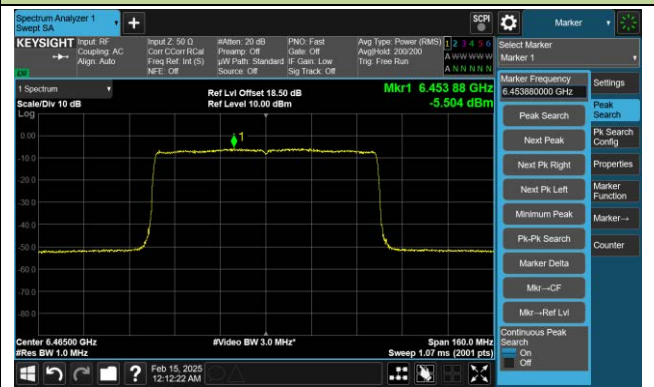 Spectrum Analyzer 1
Swept SA
SCPI
Marker
KEYSIGHT
Input: RF
Coupling: AC
Align: Auto
Input Z: 50 Ω
Corr CCorr RCal
Freq Ref: Int (S)
NFE: Off
#Atten: 20 dB
Preamp: Off
µW Path: Standard
Source: Off
PNO: Fast
Gate: Off
IF Gain: Low
Sig Track: Off
Avg Type: Power (RMS)
Avg|Hold: 200/200
Trig: Free Run
1 2 3 4 5 6
A W W W W W
A N N N N N
Select Marker
Marker 1
1 Spectrum
Scale/Div 10 dB
Log
Ref Lvl Offset 18.50 dB
Ref Level 10.00 dBm
Mkr1 6.453 88 GHz
-5.504 dBm
1
0.00
-10.0
-20.0
-30.0
-40.0
-50.0
-60.0
-70.0
-80.0
Center 6.46500 GHz
#Res BW 1.0 MHz
#Video BW 3.0 MHz*
Span 160.0 MHz
Sweep 1.07 ms (2001 pts)
Marker Frequency
6.453880000 GHz
Peak Search
Next Peak
Next Pk Right
Next Pk Left
Minimum Peak
Pk-Pk Search
Marker Delta
Mkr→CF
Mkr→Ref Lvl
Continuous Peak
Search
On
Off
Settings
Peak
Search
Pk Search
Config
Properties
Marker
Function
Marker→
Counter
?
Feb 15, 2025
12:12:22 AM